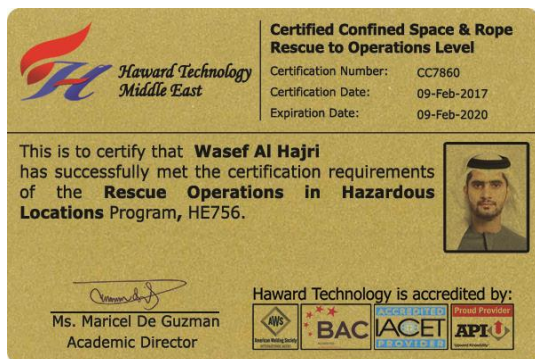 Haward Technology
Middle East
Certified Confined Space & Rope
Rescue to Operations Level
Certification Number: CC7860
Certification Date: 09-Feb-2017
Expiration Date: 09-Feb-2020
This is to certify that Wasef Al Hajri
has successfully met the certification requirements
of the Rescue Operations in Hazardous
Locations Program, HE756.
Ms. Maricel De Guzman
Academic Director
Haward Technology is accredited by:
AWS
American Welding Society
BAC
ACCREDITED
IACET
PROVIDER
Proud Provider
API